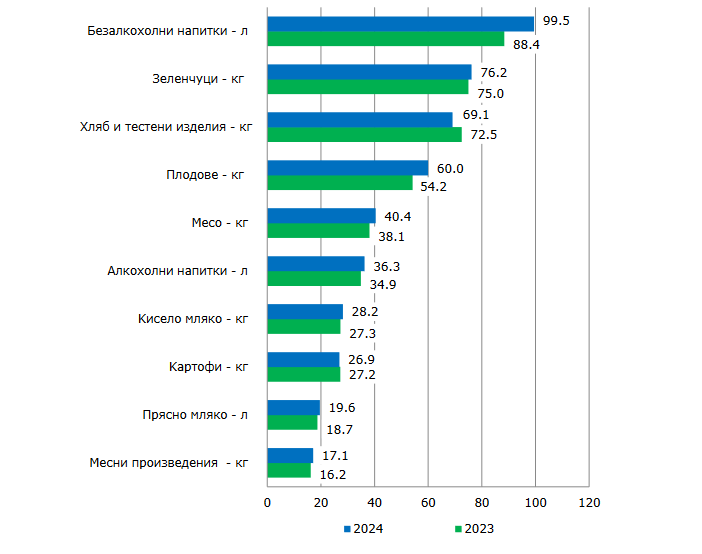 Безалкохолни напитки - л
99.5
88.4
Зеленчуци - кг
76.2
75.0
Хляб и тестени изделия - кг
69.1
72.5
Плодове - кг
60.0
54.2
Месо - кг
40.4
38.1
Алкохолни напитки - л
36.3
34.9
Кисело мляко - кг
28.2
27.3
Картофи - кг
26.9
27.2
Прясно мляко - л
19.6
18.7
Месни произведения - кг
17.1
16.2
0 20 40 60 80 100 120
2024 2023